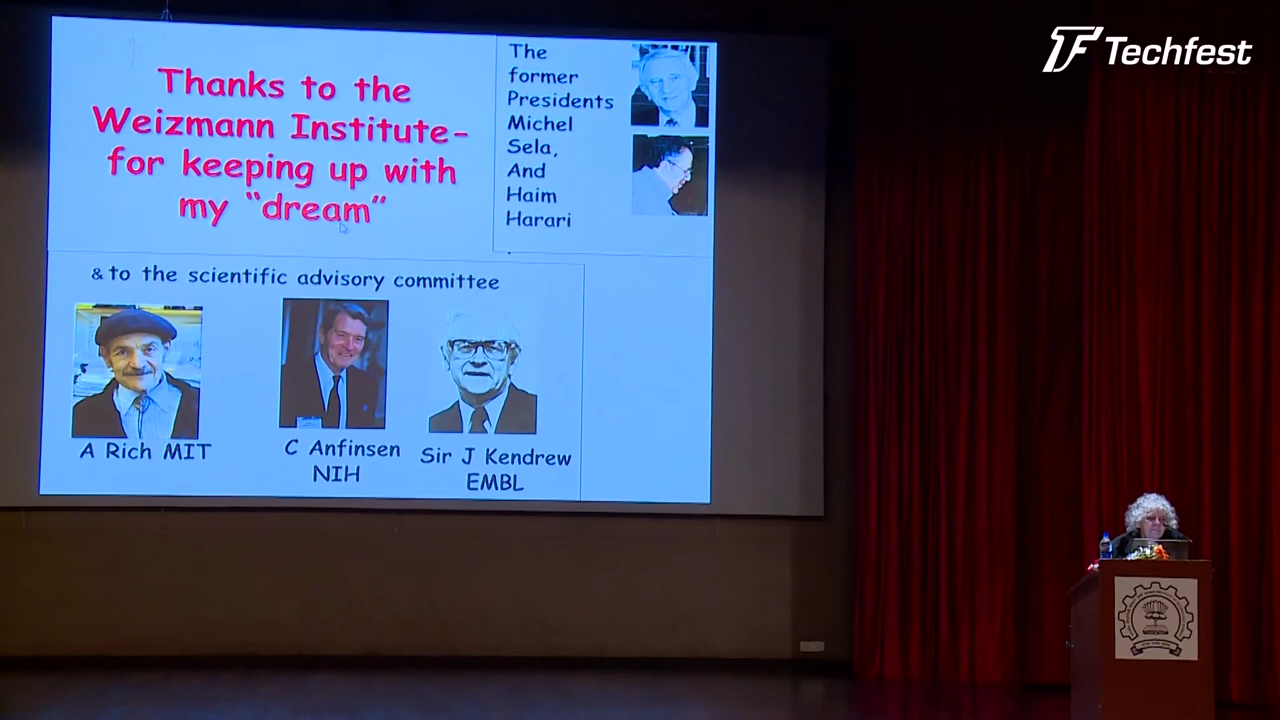 Techfest
Thanks to the
Weizmann Institute-
for keeping up with
my “dream”
The
former
Presidents
Michel
Sela,
And
Haim
Harari
& to the scientific advisory committee
A Rich MIT
C Anfinsen
NIH
Sir J Kendrew
EMBL